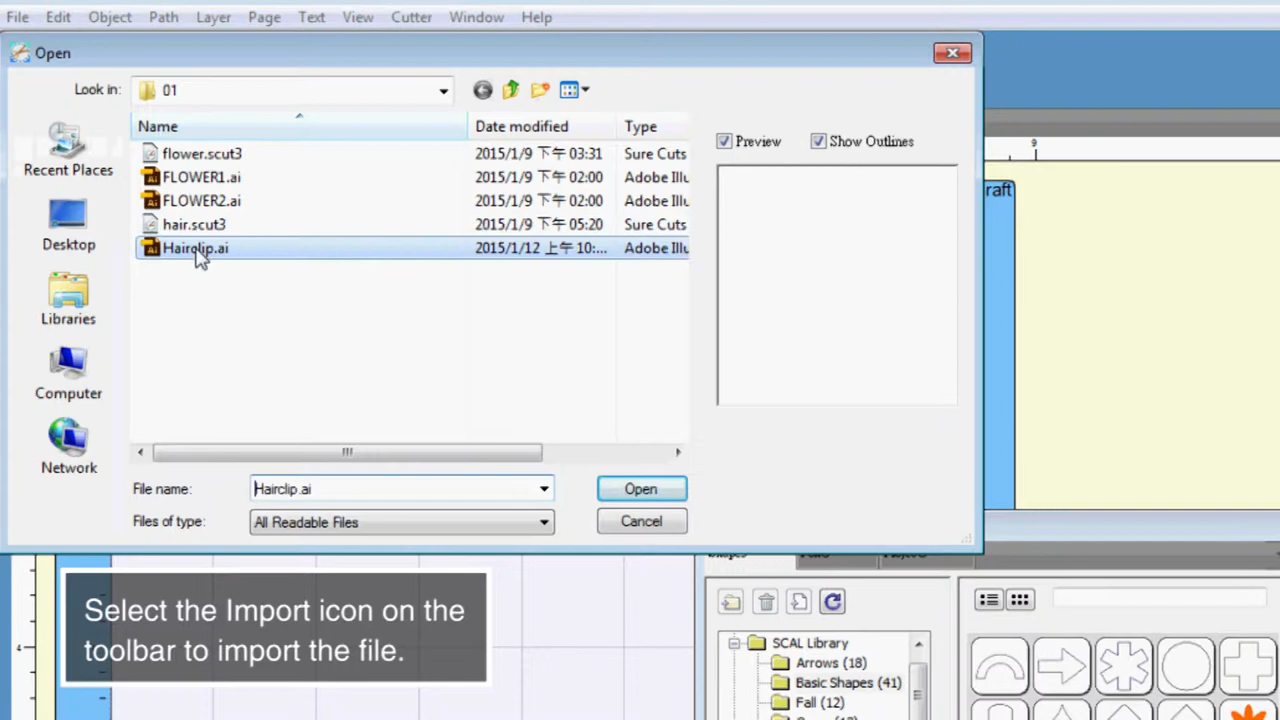 File Edit Object Path Layer Page Text View Cutter Window Help
Open
Look in: 01
Name Date modified Type
flower.scut3 2015/1/9 下午 03:31 Sure Cuts
FLOWER1.ai 2015/1/9 下午 02:00 Adobe Illu
FLOWER2.ai 2015/1/9 下午 02:00 Adobe Illu
hair.scut3 2015/1/9 下午 05:20 Sure Cuts
Hairclip.ai 2015/1/12 上午 10:... Adobe Illu
Recent Places
Desktop
Libraries
Computer
Network
Preview Show Outlines
9
raft
File name: Hairclip.ai Open
Files of type: All Readable Files Cancel
Select the Import icon on the
toolbar to import the file.
4
SCAL Library
Arrows (18)
Basic Shapes (41)
Fall (12)